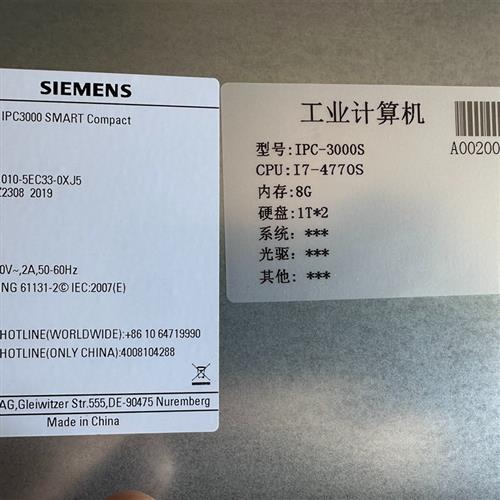 SIEMENS
IPC3000 SMART Compact
010-5EC33-0XJ5
Z2308 2019
0V~,2A,50-60Hz
NG 61131-2© IEC:2007(E)
HOTLINE(WORLDWIDE):+86 10 64719990
HOTLINE(ONLY CHINA):4008104288
AG,Gleiwitzer Str.555,DE-90475 Nuremberg
Made in China
工业计算机
型号:IPC-3000S
CPU:I7-4770S
内存:8G
硬盘:1T*2
系统: ***
光驱: ***
其他: ***
A00200